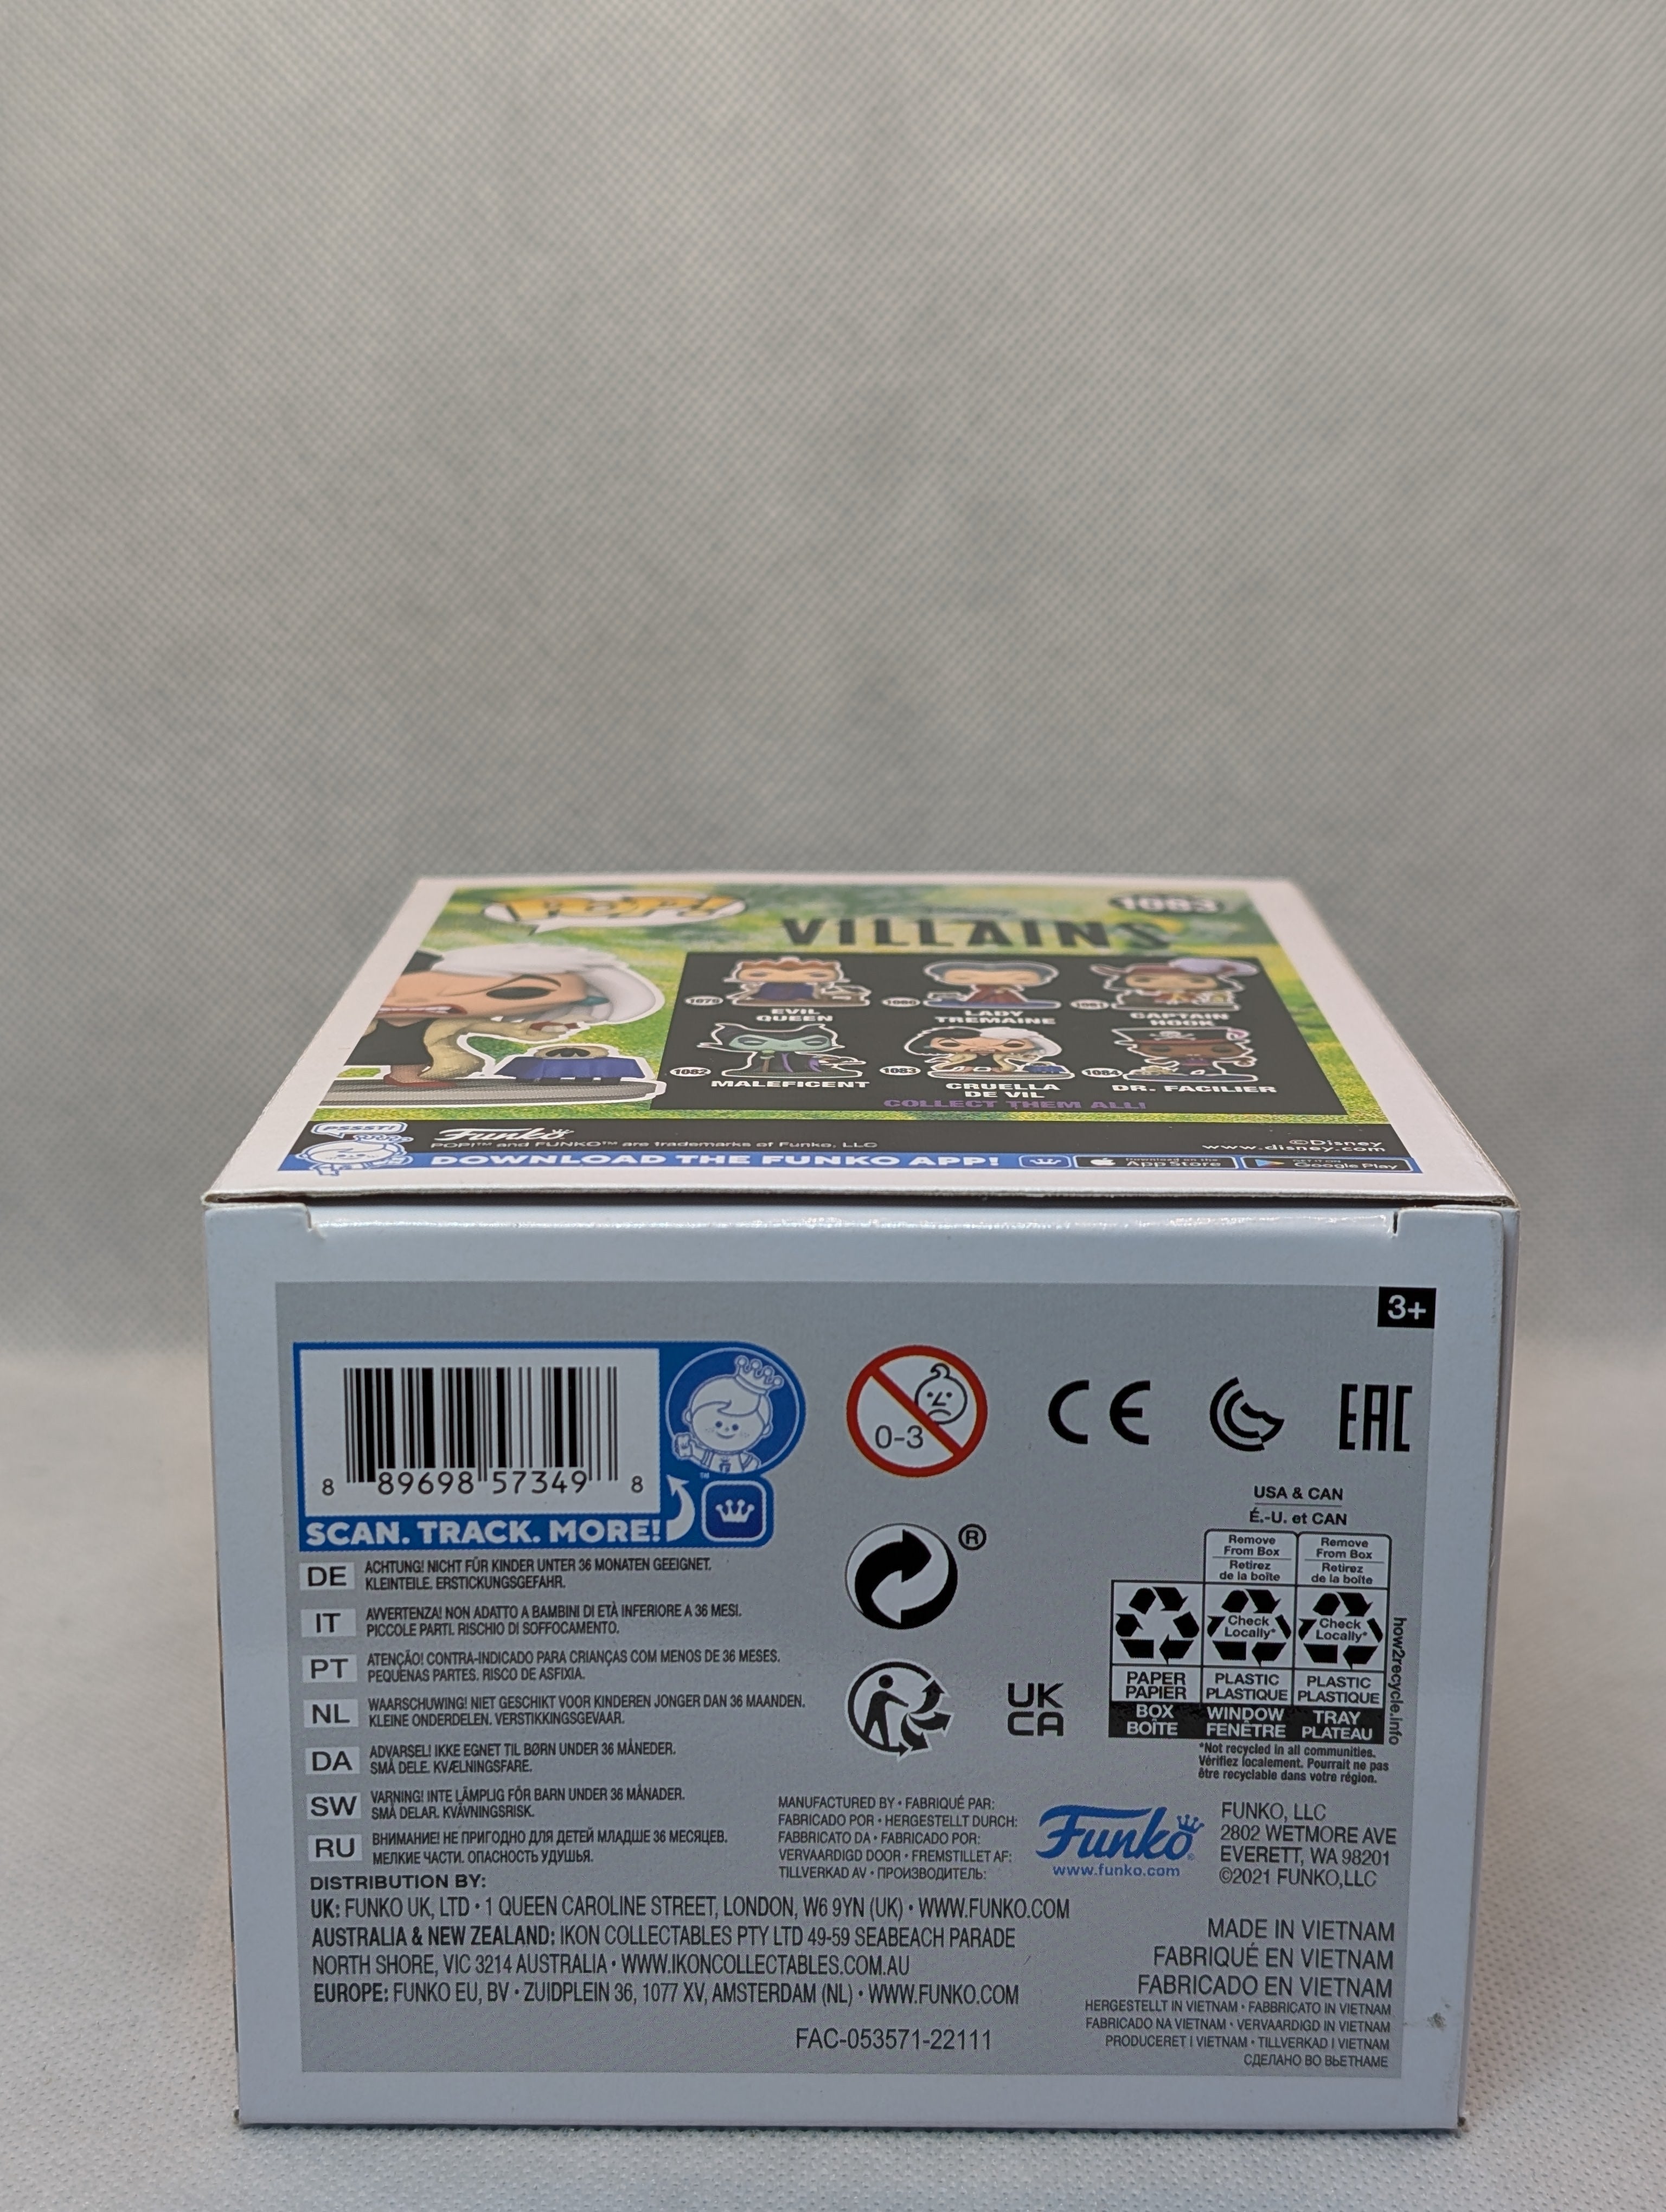 POP!
1083
VILLAINS
1079
EVIL
QUEEN
1080
LADY
TREMAINE
1081
CAPTAIN
HOOK
1082
MALEFICENT
1083
CRUELLA
DE VIL
1084
DR. FACILIER
COLLECT THEM ALL!
PSSST!
Funko
POP!™ and FUNKO™ are trademarks of Funko, LLC
©Disney
www.disney.com
DOWNLOAD THE FUNKO APP!
Download on the
App Store
GET IT ON
Google Play
3+
8 89698 57349 8
™
SCAN. TRACK. MORE!
0-3
CE
EAC
®
UK
CA
USA & CAN
É.-U. et CAN
Remove
From Box
Retirez
de la boîte
Remove
From Box
Retirez
de la boîte
Check
Locally*
Check
Locally*
PAPER
PAPIER
PLASTIC
PLASTIQUE
PLASTIC
PLASTIQUE
BOX
BOÎTE
WINDOW
FENÊTRE
TRAY
PLATEAU
how2recycle.info
*Not recycled in all communities.
Vérifiez localement. Pourrait ne pas
être recyclable dans votre région.
DE ACHTUNG! NICHT FÜR KINDER UNTER 36 MONATEN GEEIGNET.
KLEINTEILE. ERSTICKUNGSGEFAHR.
IT AVVERTENZA! NON ADATTO A BAMBINI DI ETÀ INFERIORE A 36 MESI.
PICCOLE PARTI. RISCHIO DI SOFFOCAMENTO.
PT ATENÇÃO! CONTRA-INDICADO PARA CRIANÇAS COM MENOS DE 36 MESES.
PEQUENAS PARTES. RISCO DE ASFIXIA.
NL WAARSCHUWING! NIET GESCHIKT VOOR KINDEREN JONGER DAN 36 MAANDEN.
KLEINE ONDERDELEN. VERSTIKKINGSGEVAAR.
DA ADVARSEL! IKKE EGNET TIL BØRN UNDER 36 MÅNEDER.
SMÅ DELE. KVÆLNINGSFARE.
SW VARNING! INTE LÄMPLIG FÖR BARN UNDER 36 MÅNADER.
SMÅ DELAR. KVÄVNINGSRISK.
RU ВНИМАНИЕ! НЕ ПРИГОДНО ДЛЯ ДЕТЕЙ МЛАДШЕ 36 МЕСЯЦЕВ.
МЕЛКИЕ ЧАСТИ. ОПАСНОСТЬ УДУШЬЯ.
MANUFACTURED BY • FABRIQUÉ PAR:
FABRICADO POR • HERGESTELLT DURCH:
FABBRICATO DA • FABRICADO POR:
VERVAARDIGD DOOR • FREMSTILLET AF:
TILLVERKAD AV • ПРОИЗВОДИТЕЛЬ:
Funko®
www.funko.com
FUNKO, LLC
2802 WETMORE AVE
EVERETT, WA 98201
©2021 FUNKO,LLC
DISTRIBUTION BY:
UK: FUNKO UK, LTD • 1 QUEEN CAROLINE STREET, LONDON, W6 9YN (UK) • WWW.FUNKO.COM
AUSTRALIA & NEW ZEALAND: IKON COLLECTABLES PTY LTD 49-59 SEABEACH PARADE
NORTH SHORE, VIC 3214 AUSTRALIA • WWW.IKONCOLLECTABLES.COM.AU
EUROPE: FUNKO EU, BV • ZUIDPLEIN 36, 1077 XV, AMSTERDAM (NL) • WWW.FUNKO.COM
FAC-053571-22111
MADE IN VIETNAM
FABRIQUÉ EN VIETNAM
FABRICADO EN VIETNAM
HERGESTELLT IN VIETNAM • FABBRICATO IN VIETNAM
FABRICADO NA VIETNAM • VERVAARDIGD IN VIETNAM
PRODUCERET I VIETNAM • TILLVERKAD I VIETNAM
СДЕЛАНО ВО ВЬЕТНАМЕ